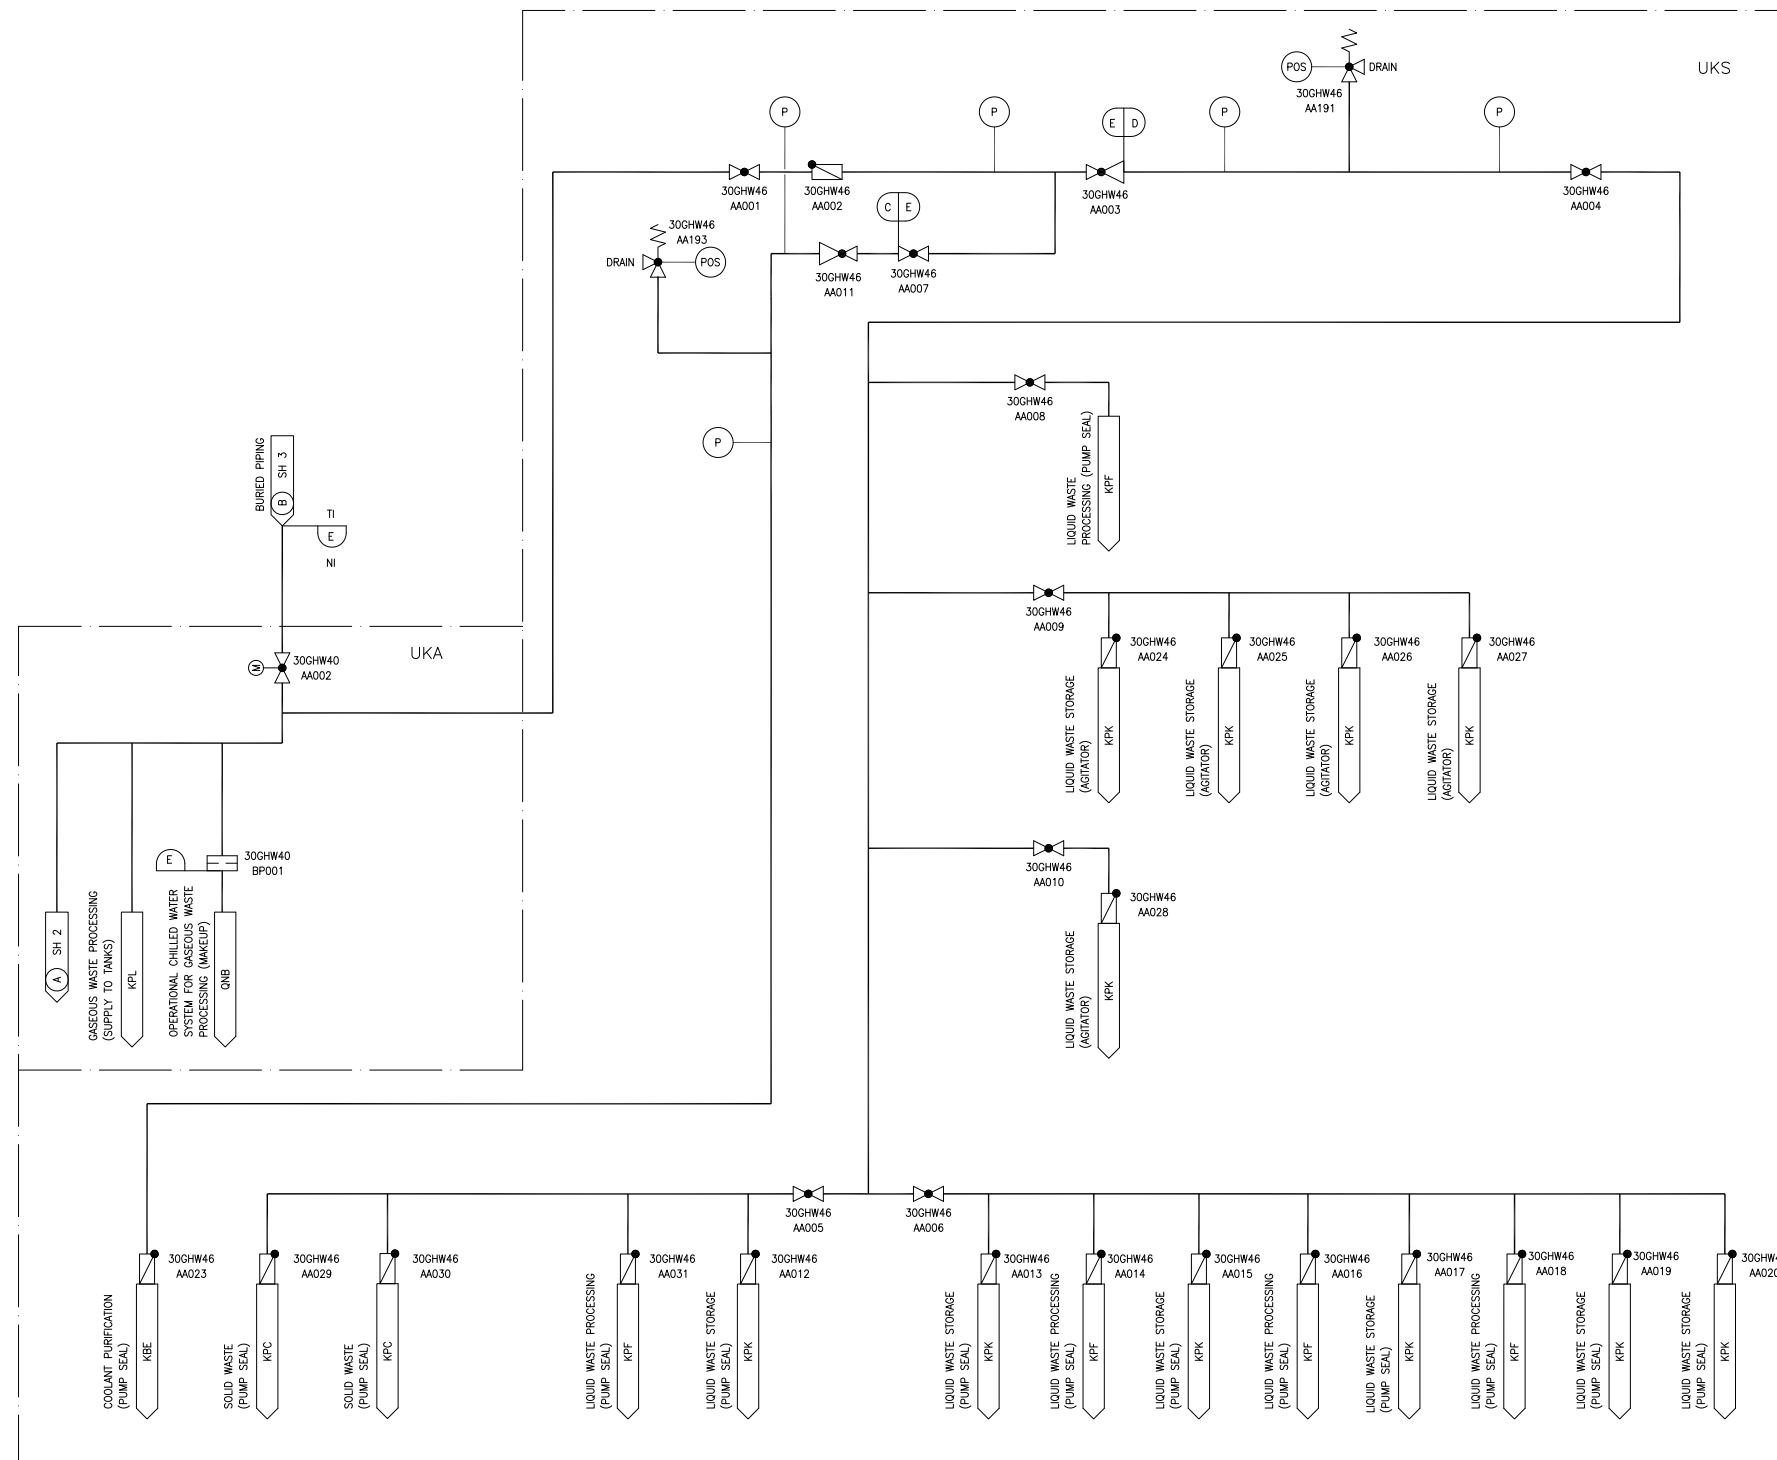 UKS
POS
DRAIN
30GHW46
AA191
P
P
E D
P
P
30GHW46
AA001
30GHW46
AA002
30GHW46
AA003
30GHW46
AA004
C E
30GHW46
AA193
DRAIN
POS
30GHW46
AA011
30GHW46
AA007
30GHW46
AA008
P
LIQUID WASTE
PROCESSING (PUMP SEAL)
KPF
BURIED PIPING
B SH 3
TI
E
NI
30GHW46
AA009
UKA
M
30GHW40
AA002
30GHW46
AA024
30GHW46
AA025
30GHW46
AA026
30GHW46
AA027
LIQUID WASTE STORAGE
(AGITATOR)
KPK
LIQUID WASTE STORAGE
(AGITATOR)
KPK
LIQUID WASTE STORAGE
(AGITATOR)
KPK
LIQUID WASTE STORAGE
(AGITATOR)
KPK
E
30GHW40
BP001
30GHW46
AA010
30GHW46
AA028
LIQUID WASTE STORAGE
(AGITATOR)
KPK
A SH 2
GASEOUS WASTE PROCESSING
(SUPPLY TO TANKS)
KPL
OPERATIONAL CHILLED WATER
SYSTEM FOR GASEOUS WASTE
PROCESSING (MAKEUP)
QNB
30GHW46
AA005
30GHW46
AA006
30GHW46
AA023
30GHW46
AA029
30GHW46
AA030
30GHW46
AA031
30GHW46
AA012
30GHW46
AA013
30GHW46
AA014
30GHW46
AA015
30GHW46
AA016
30GHW46
AA017
30GHW46
AA018
30GHW46
AA019
AA020
COOLANT PURIFICATION
(PUMP SEAL)
KBE
SOLID WASTE
(PUMP SEAL)
KPC
SOLID WASTE
(PUMP SEAL)
KPC
LIQUID WASTE PROCESSING
(PUMP SEAL)
KPF
LIQUID WASTE STORAGE
(PUMP SEAL)
KPK
LIQUID WASTE STORAGE
(PUMP SEAL)
KPK
LIQUID WASTE PROCESSING
(PUMP SEAL)
KPF
LIQUID WASTE STORAGE
(PUMP SEAL)
KPK
LIQUID WASTE PROCESSING
(PUMP SEAL)
KPF
LIQUID WASTE STORAGE
(PUMP SEAL)
KPK
LIQUID WASTE PROCESSING
(PUMP SEAL)
KPF
LIQUID WASTE STORAGE
(PUMP SEAL)
KPK
LIQUID WASTE STORAGE
(PUMP SEAL)
KPK